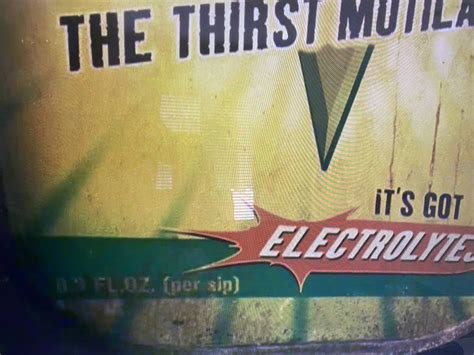 THE THIRST MUTILA
iT'S GOT
ELECTROLYTES
FL.OZ. (per sip)